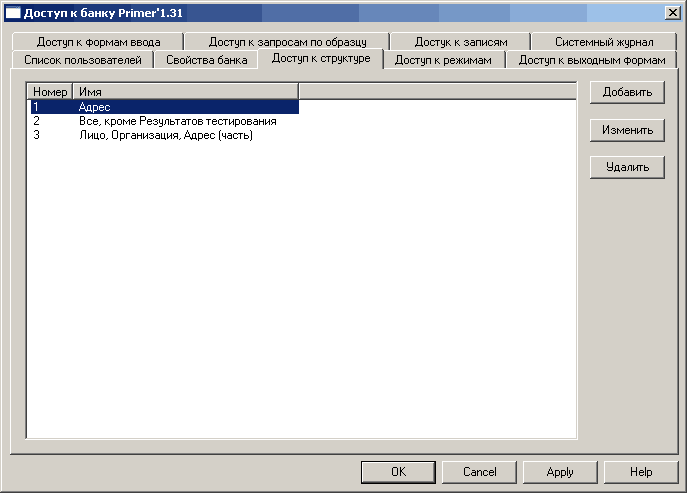 Доступ к банку Primer'1.31
Доступ к формам ввода Доступ к запросам по образцу Достук к записям Системный журнал
Список пользователей Свойства банка Доступ к структуре Доступ к режимам Доступ к выходным формам
Номер Имя
1 Адрес
2 Все, кроме Результатов тестирования
3 Лицо, Организация, Адрес (часть)
Добавить
Изменить
Удалить
OK Cancel Apply Help